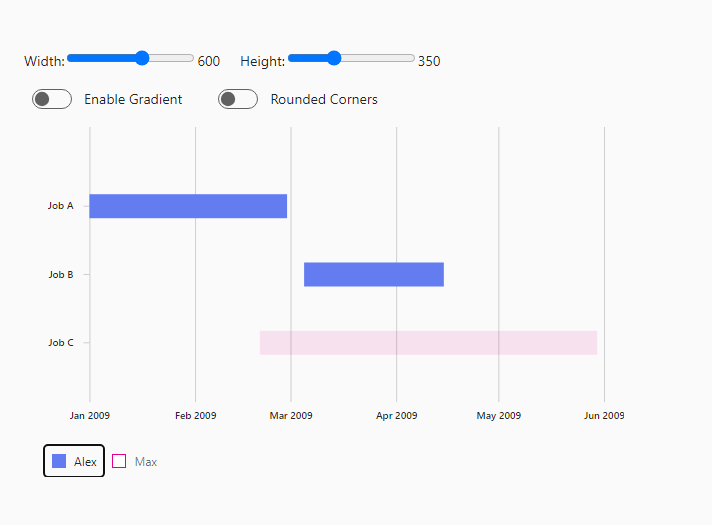 Width: 600 Height: 350
Enable Gradient Rounded Corners
Job A
Job B
Job C
Jan 2009 Feb 2009 Mar 2009 Apr 2009 May 2009 Jun 2009
Alex Max